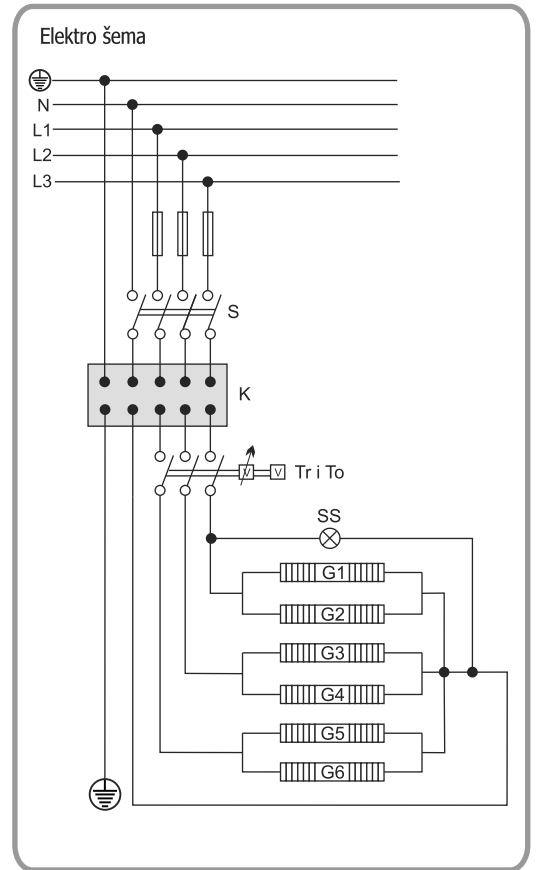 Elektro šema
N
L1
L2
L3
S
K
V V Tr i To
SS
G1
G2
G3
G4
G5
G6